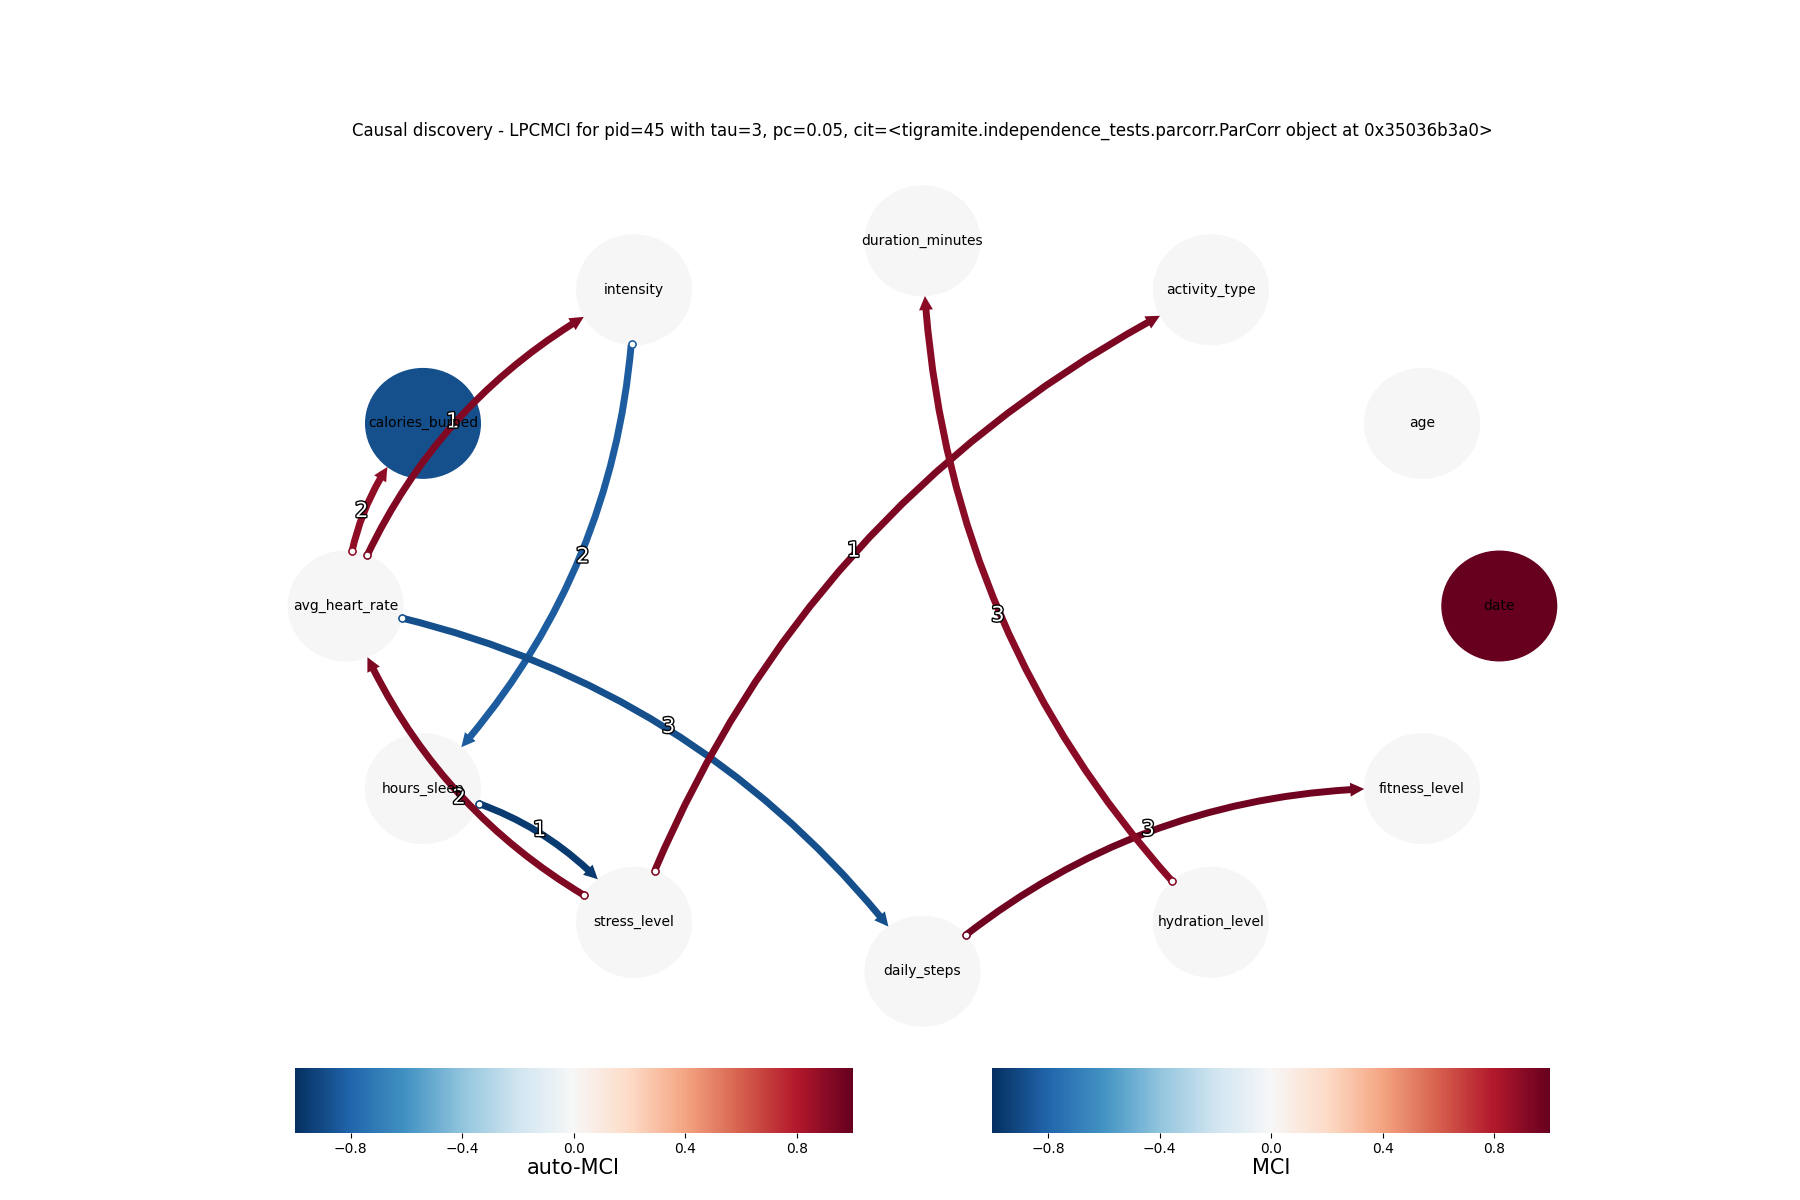 Causal discovery - LPCMCI for pid=45 with tau=3, pc=0.05, cit=<tigramite.independence_tests.parcorr.ParCorr object at 0x35036b3a0>
duration_minutes
intensity
activity_type
calories_burned
1
age
2
1
2
3
avg_heart_rate
date
3
hours_sleep
2
fitness_level
1
3
stress_level
hydration_level
daily_steps
−0.8 −0.4 0.0 0.4 0.8
auto-MCI
−0.8 −0.4 0.0 0.4 0.8
MCI